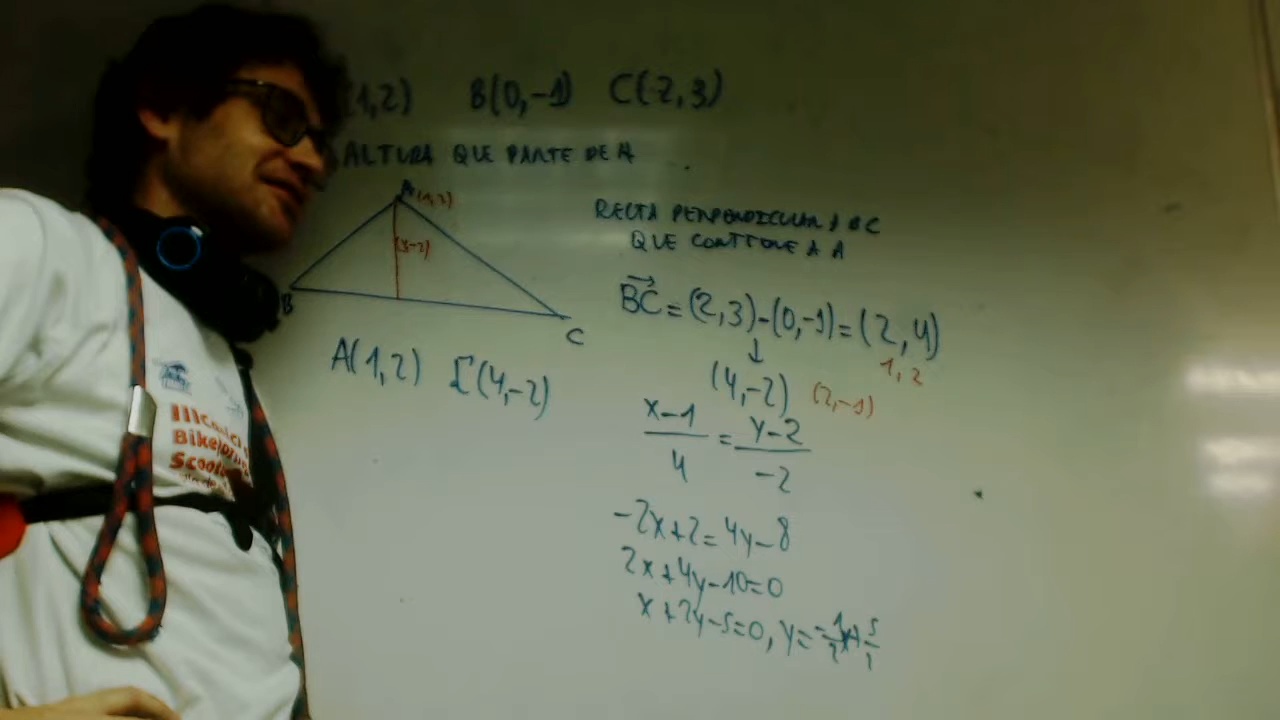 1,2) B(0,-1) C(2,3)
ALTURA QUE PARTE DE A
A(1,2)
B
C
RECTA PERPENDICULAR A BC
QUE CONTIENE A A
BC = (2,3)-(0,-1) = (2,4)
1,2
↓
(4,-2) (2,-1)
A(1,2) (4,-2)
x-1/4 = y-2/-2
-2x+2=4y-8
2x+4y-10=0
x+2y-5=0, y=
Bike
Scoot